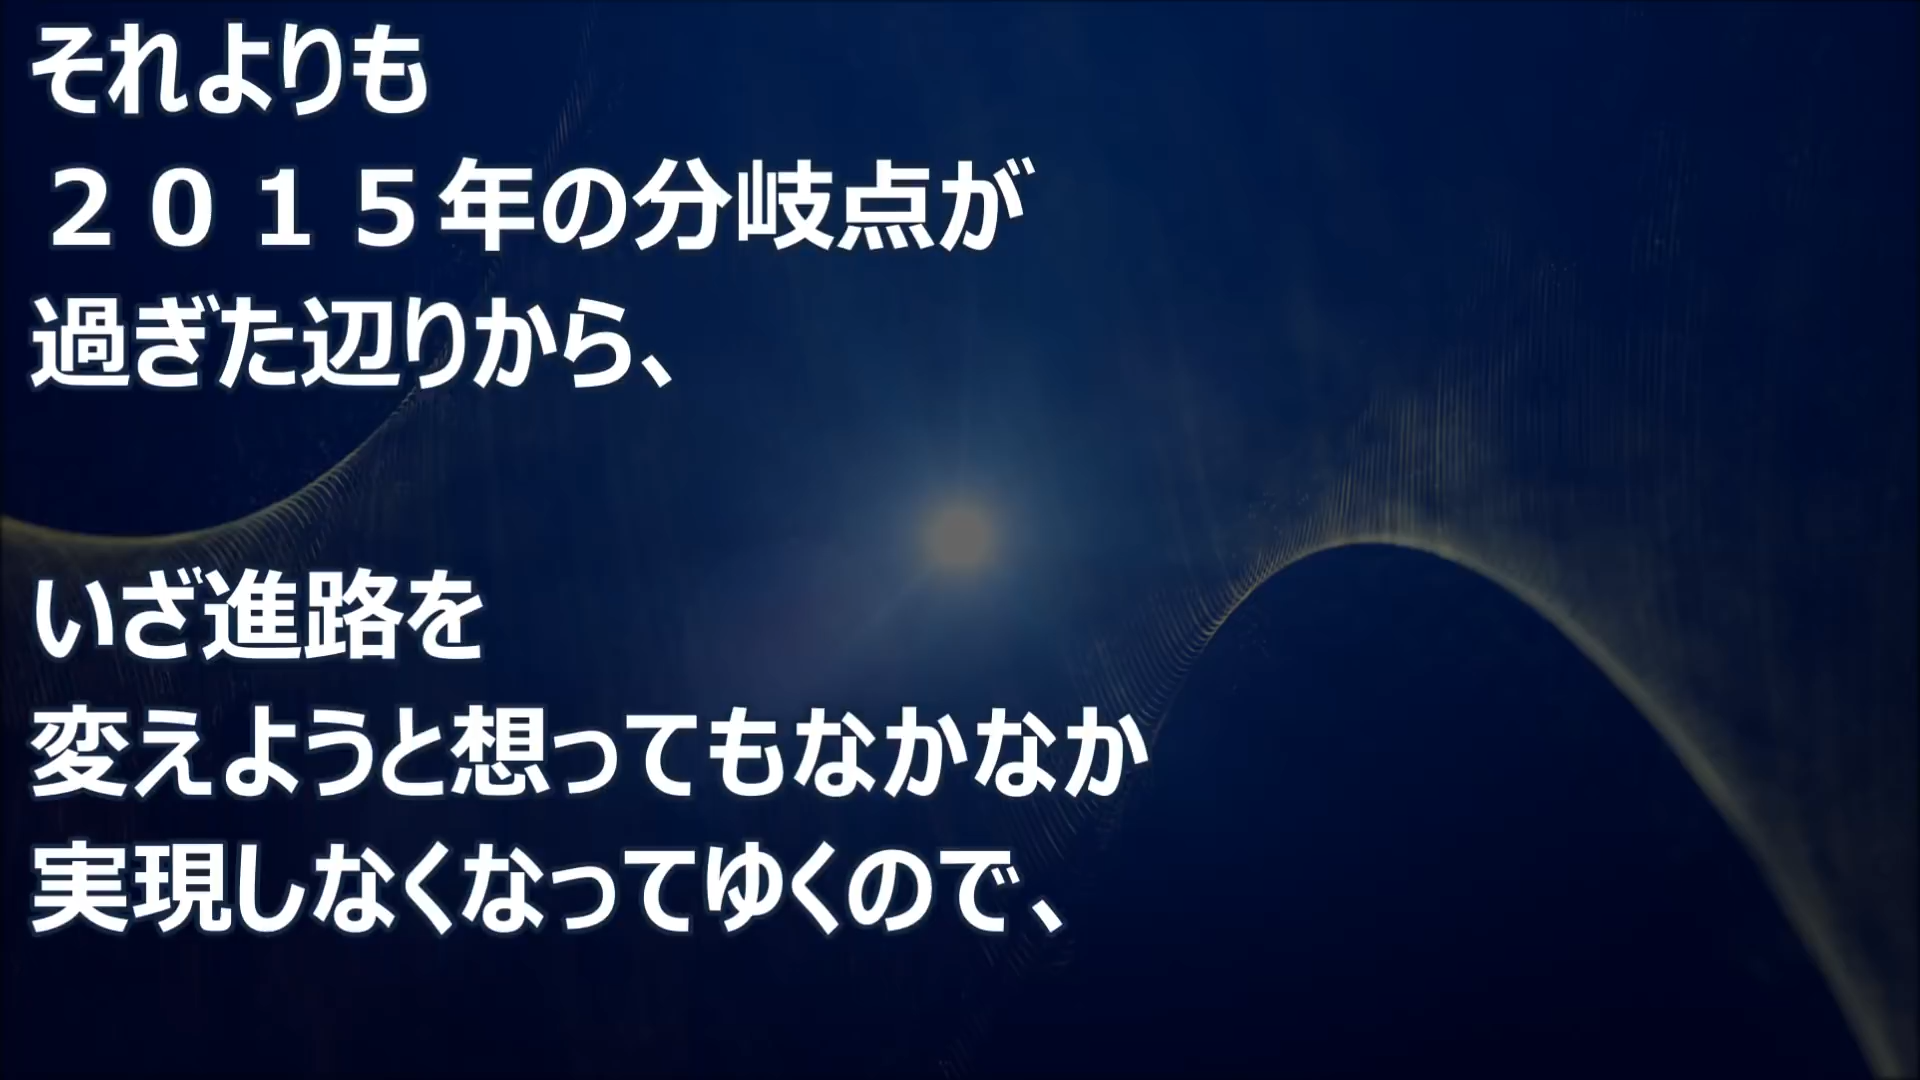 それよりも
２０１５年の分岐点が
過ぎた辺りから、
いざ進路を
変えようと想ってもなかなか
実現しなくなってゆくので、